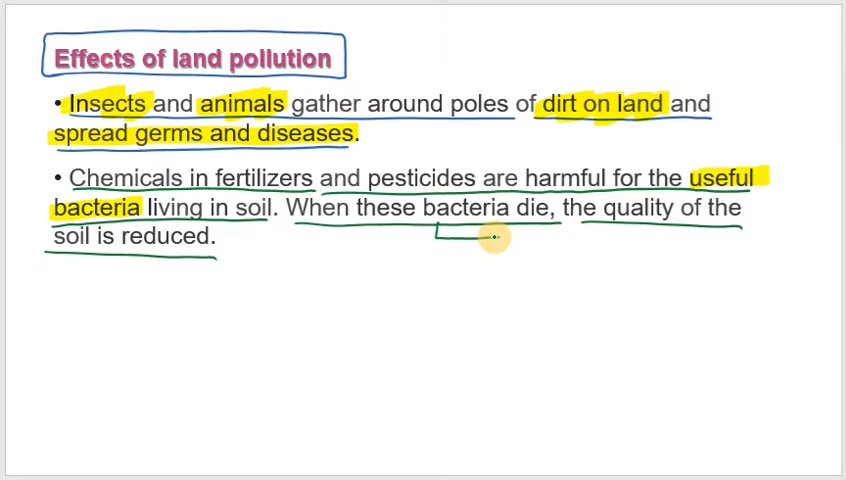 Effects of land pollution
• Insects and animals gather around poles of dirt on land and
spread germs and diseases.
• Chemicals in fertilizers and pesticides are harmful for the useful
bacteria living in soil. When these bacteria die, the quality of the
soil is reduced.